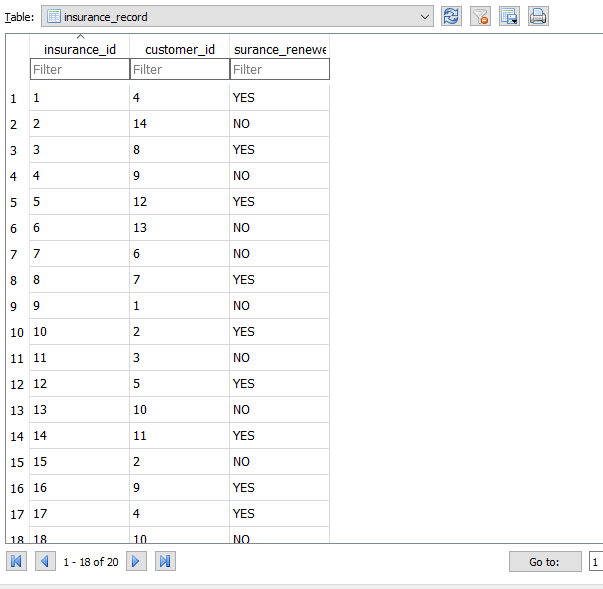 Table: insurance_record
insurance_id customer_id surance_renewe
Filter Filter Filter
1 1 4 YES
2 2 14 NO
3 3 8 YES
4 4 9 NO
5 5 12 YES
6 6 13 NO
7 7 6 NO
8 8 7 YES
9 9 1 NO
10 10 2 YES
11 11 3 NO
12 12 5 YES
13 13 10 NO
14 14 11 YES
15 15 2 NO
16 16 9 YES
17 17 4 YES
18 18 10 NO
1 - 18 of 20 Go to: 1